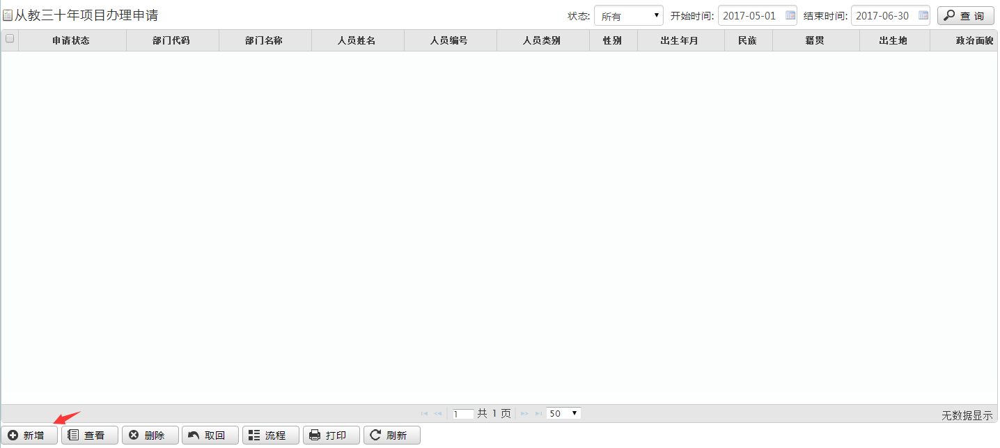 从教三十年项目办理申请 状态: 所有 开始时间: 2017-05-01 结束时间: 2017-06-30 查 询
申请状态 部门代码 部门名称 人员姓名 人员编号 人员类别 性别 出生年月 民族 籍贯 出生地 政治面貌
1 共 1 页 50 无数据显示
新增 查看 删除 取回 流程 打印 刷新